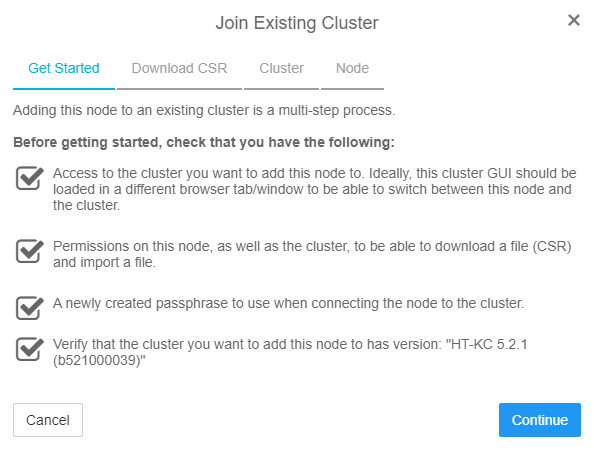 Join Existing Cluster
Get Started
Download CSR
Cluster
Node
Adding this node to an existing cluster is a multi-step process.
Before getting started, check that you have the following:
Access to the cluster you want to add this node to. Ideally, this cluster GUI should be
loaded in a different browser tab/window to be able to switch between this node and
the cluster.
Permissions on this node, as well as the cluster, to be able to download a file (CSR)
and import a file.
A newly created passphrase to use when connecting the node to the cluster.
Verify that the cluster you want to add this node to has version: "HT-KC 5.2.1
(b521000039)"
Cancel
Continue